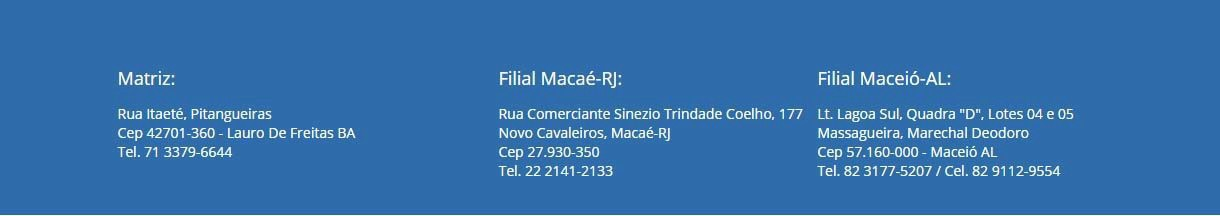 Matriz:
Rua Itaeté, Pitangueiras
Cep 42701-360 - Lauro De Freitas BA
Tel. 71 3379-6644
Filial Macaé-RJ:
Rua Comerciante Sinezio Trindade Coelho, 177
Novo Cavaleiros, Macaé-RJ
Cep 27.930-350
Tel. 22 2141-2133
Filial Maceió-AL:
Lt. Lagoa Sul, Quadra "D", Lotes 04 e 05
Massagueira, Marechal Deodoro
Cep 57.160-000 - Maceió AL
Tel. 82 3177-5207 / Cel. 82 9112-9554